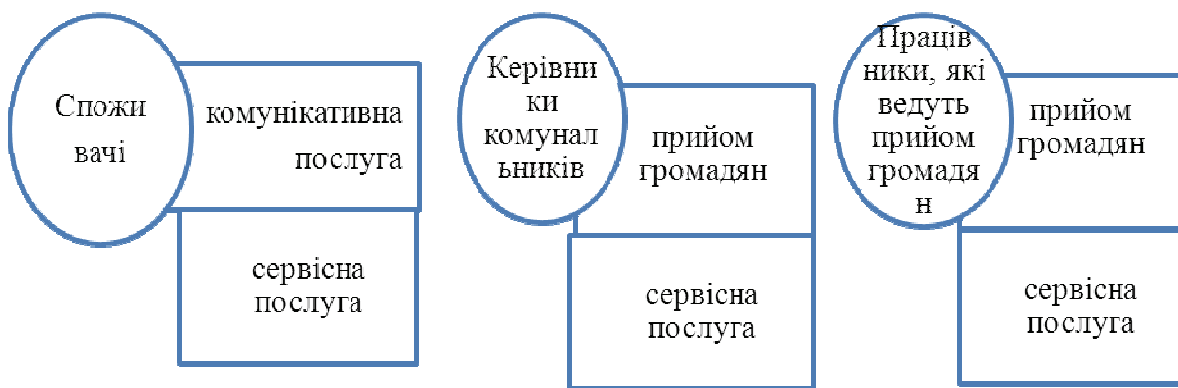 Спожи
вачі
комунікативна
послуга
сервісна
послуга
Керівни
ки
комунал
ьників
прийом
громадян
сервісна
послуга
Праців
ники, які
ведуть
прийом
громадя
н
прийом
громадян
сервісна
послуга